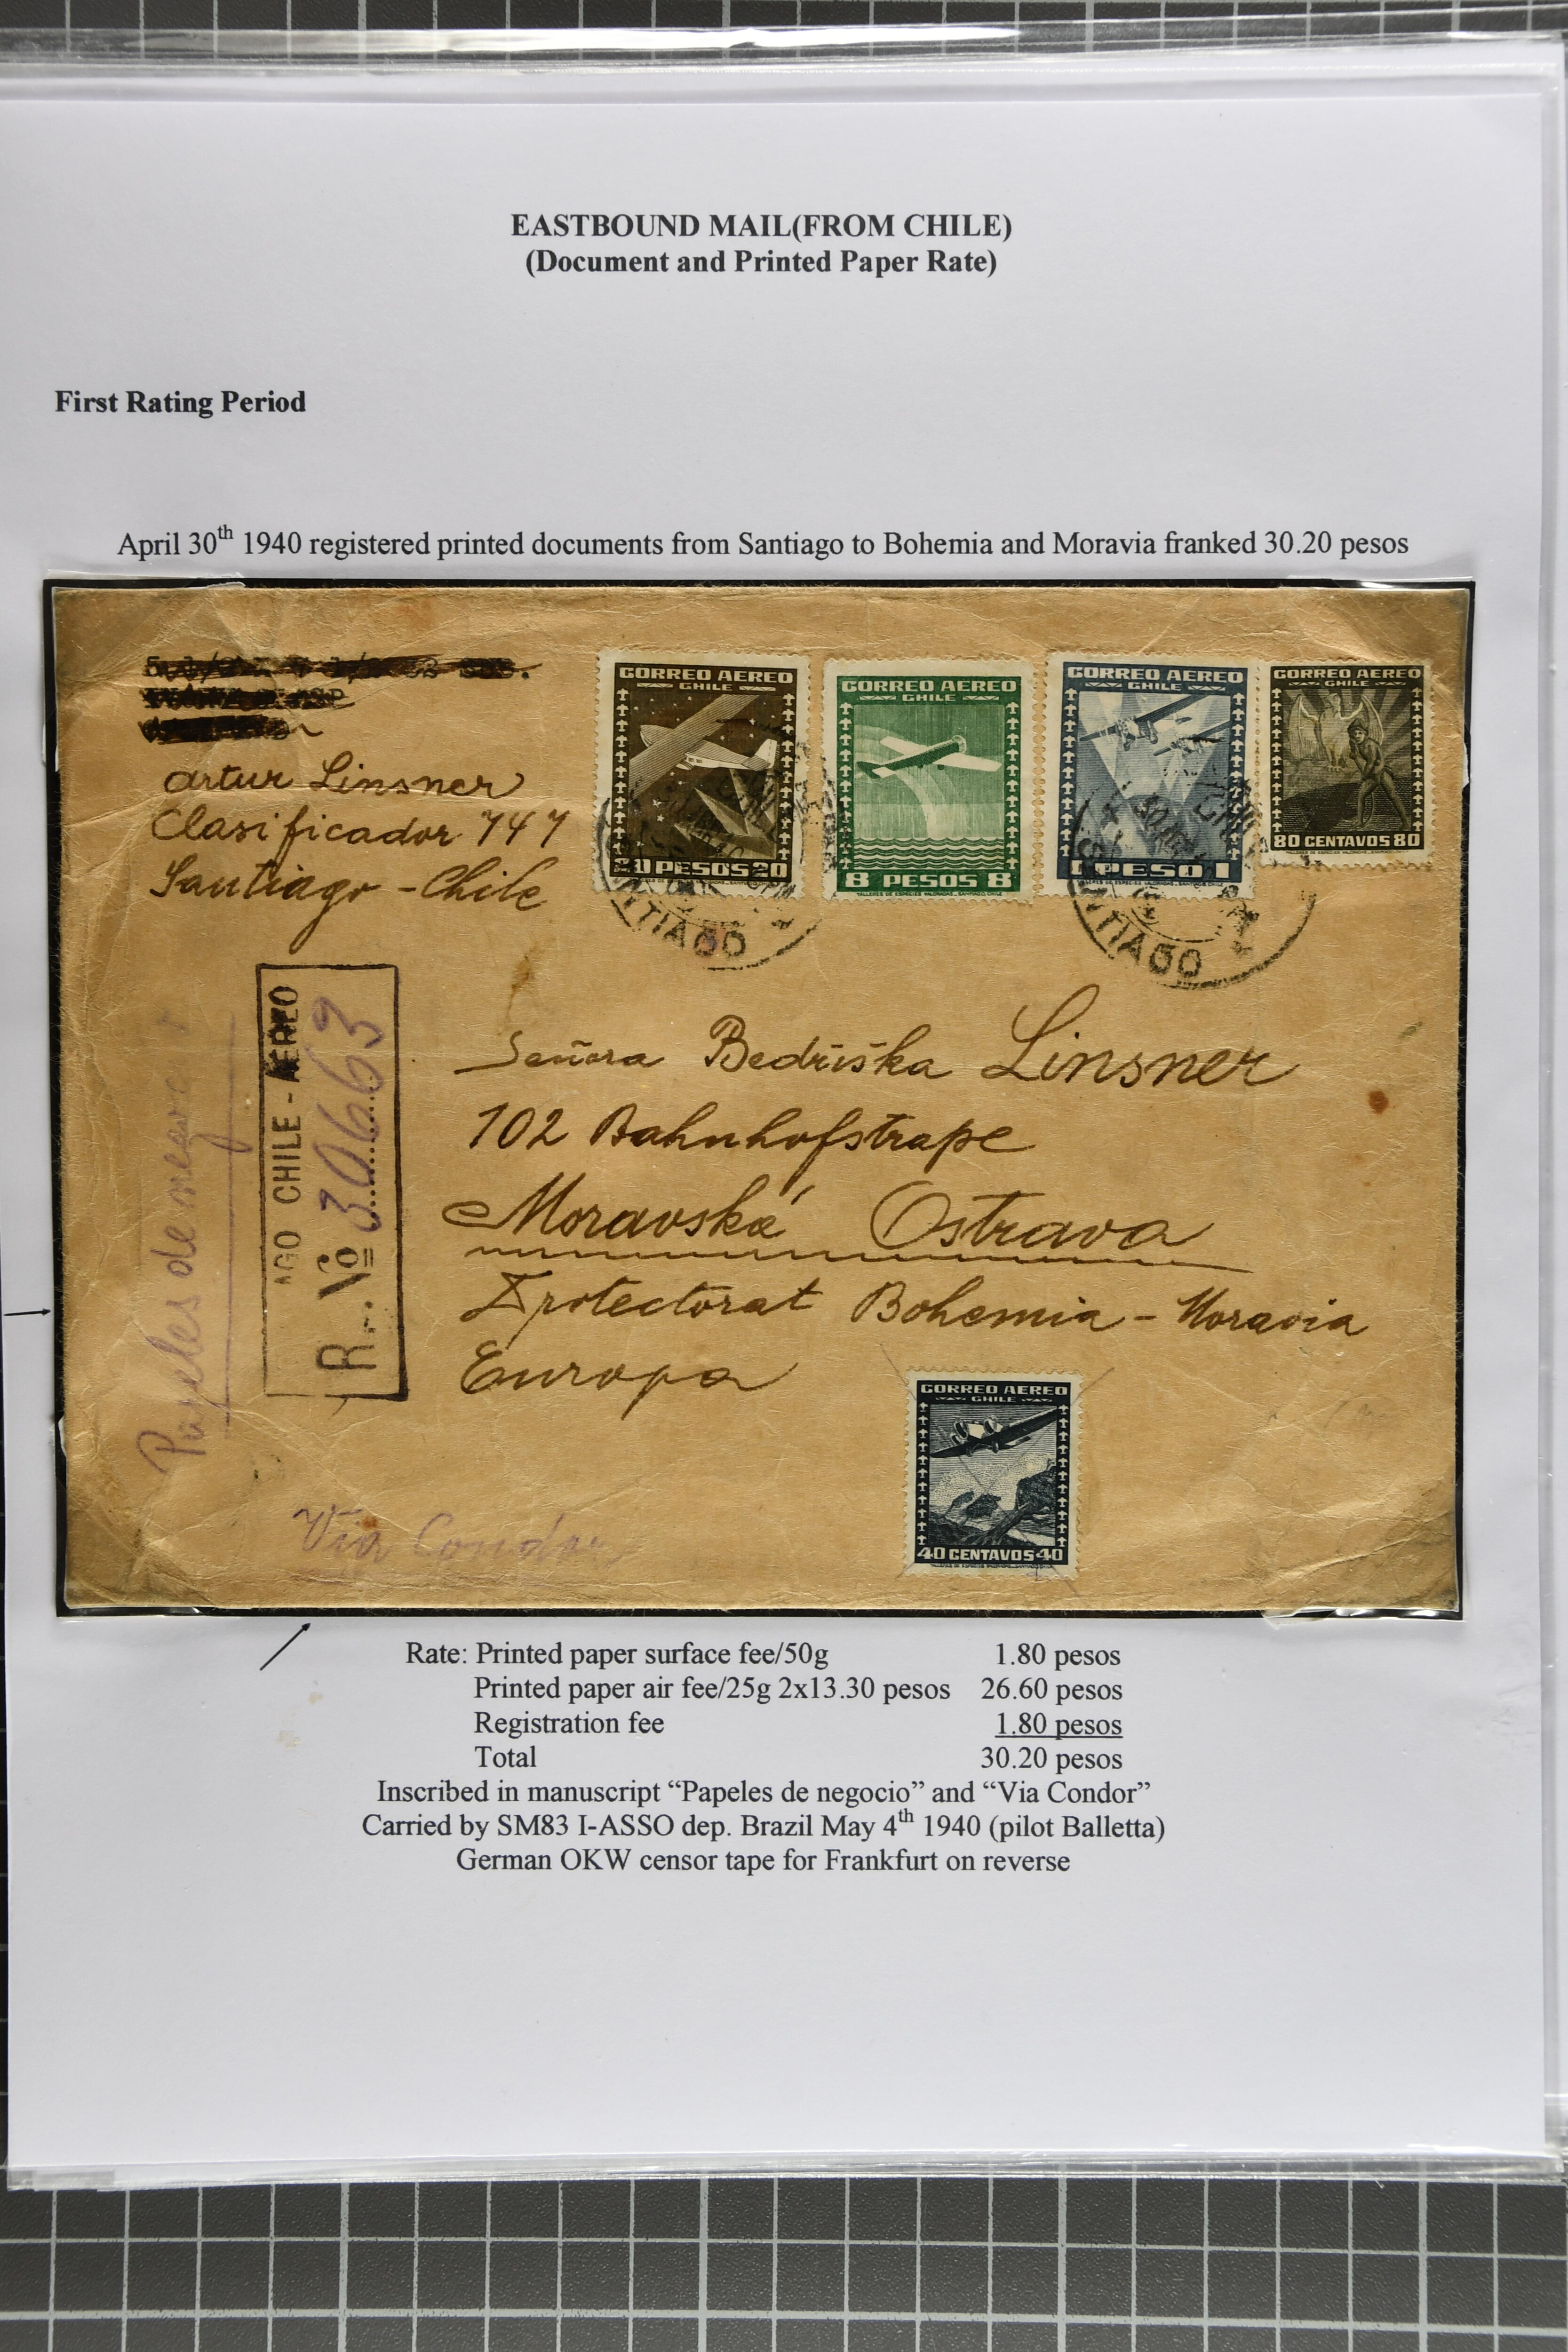 EASTBOUND MAIL(FROM CHILE)
(Document and Printed Paper Rate)
First Rating Period
April 30th 1940 registered printed documents from Santiago to Bohemia and Moravia franked 30.20 pesos
CORREO AEREO
CHILE
20 PESOS 20
CORREO AEREO
CHILE
8 PESOS 8
CORREO AEREO
CHILE
1 PESO 1
CORREO AEREO
CHILE
80 CENTAVOS 80
Artur Linsner
Clasificador 747
Santiago - Chile
NTIAGO
NTIAGO
Papeles de
AGO CHILE - AEREO
R. No 30663
Señora Bedřiška Linsner
102 Bahnhofstraße
Moravská Ostrava
Protectorat Bohemia - Moravia
Europa
CORREO AEREO
CHILE
40 CENTAVOS 40
Via Condor
Rate: Printed paper surface fee/50g 1.80 pesos
Printed paper air fee/25g 2x13.30 pesos 26.60 pesos
Registration fee 1.80 pesos
Total 30.20 pesos
Inscribed in manuscript “Papeles de negocio” and “Via Condor”
Carried by SM83 I-ASSO dep. Brazil May 4th 1940 (pilot Balletta)
German OKW censor tape for Frankfurt on reverse